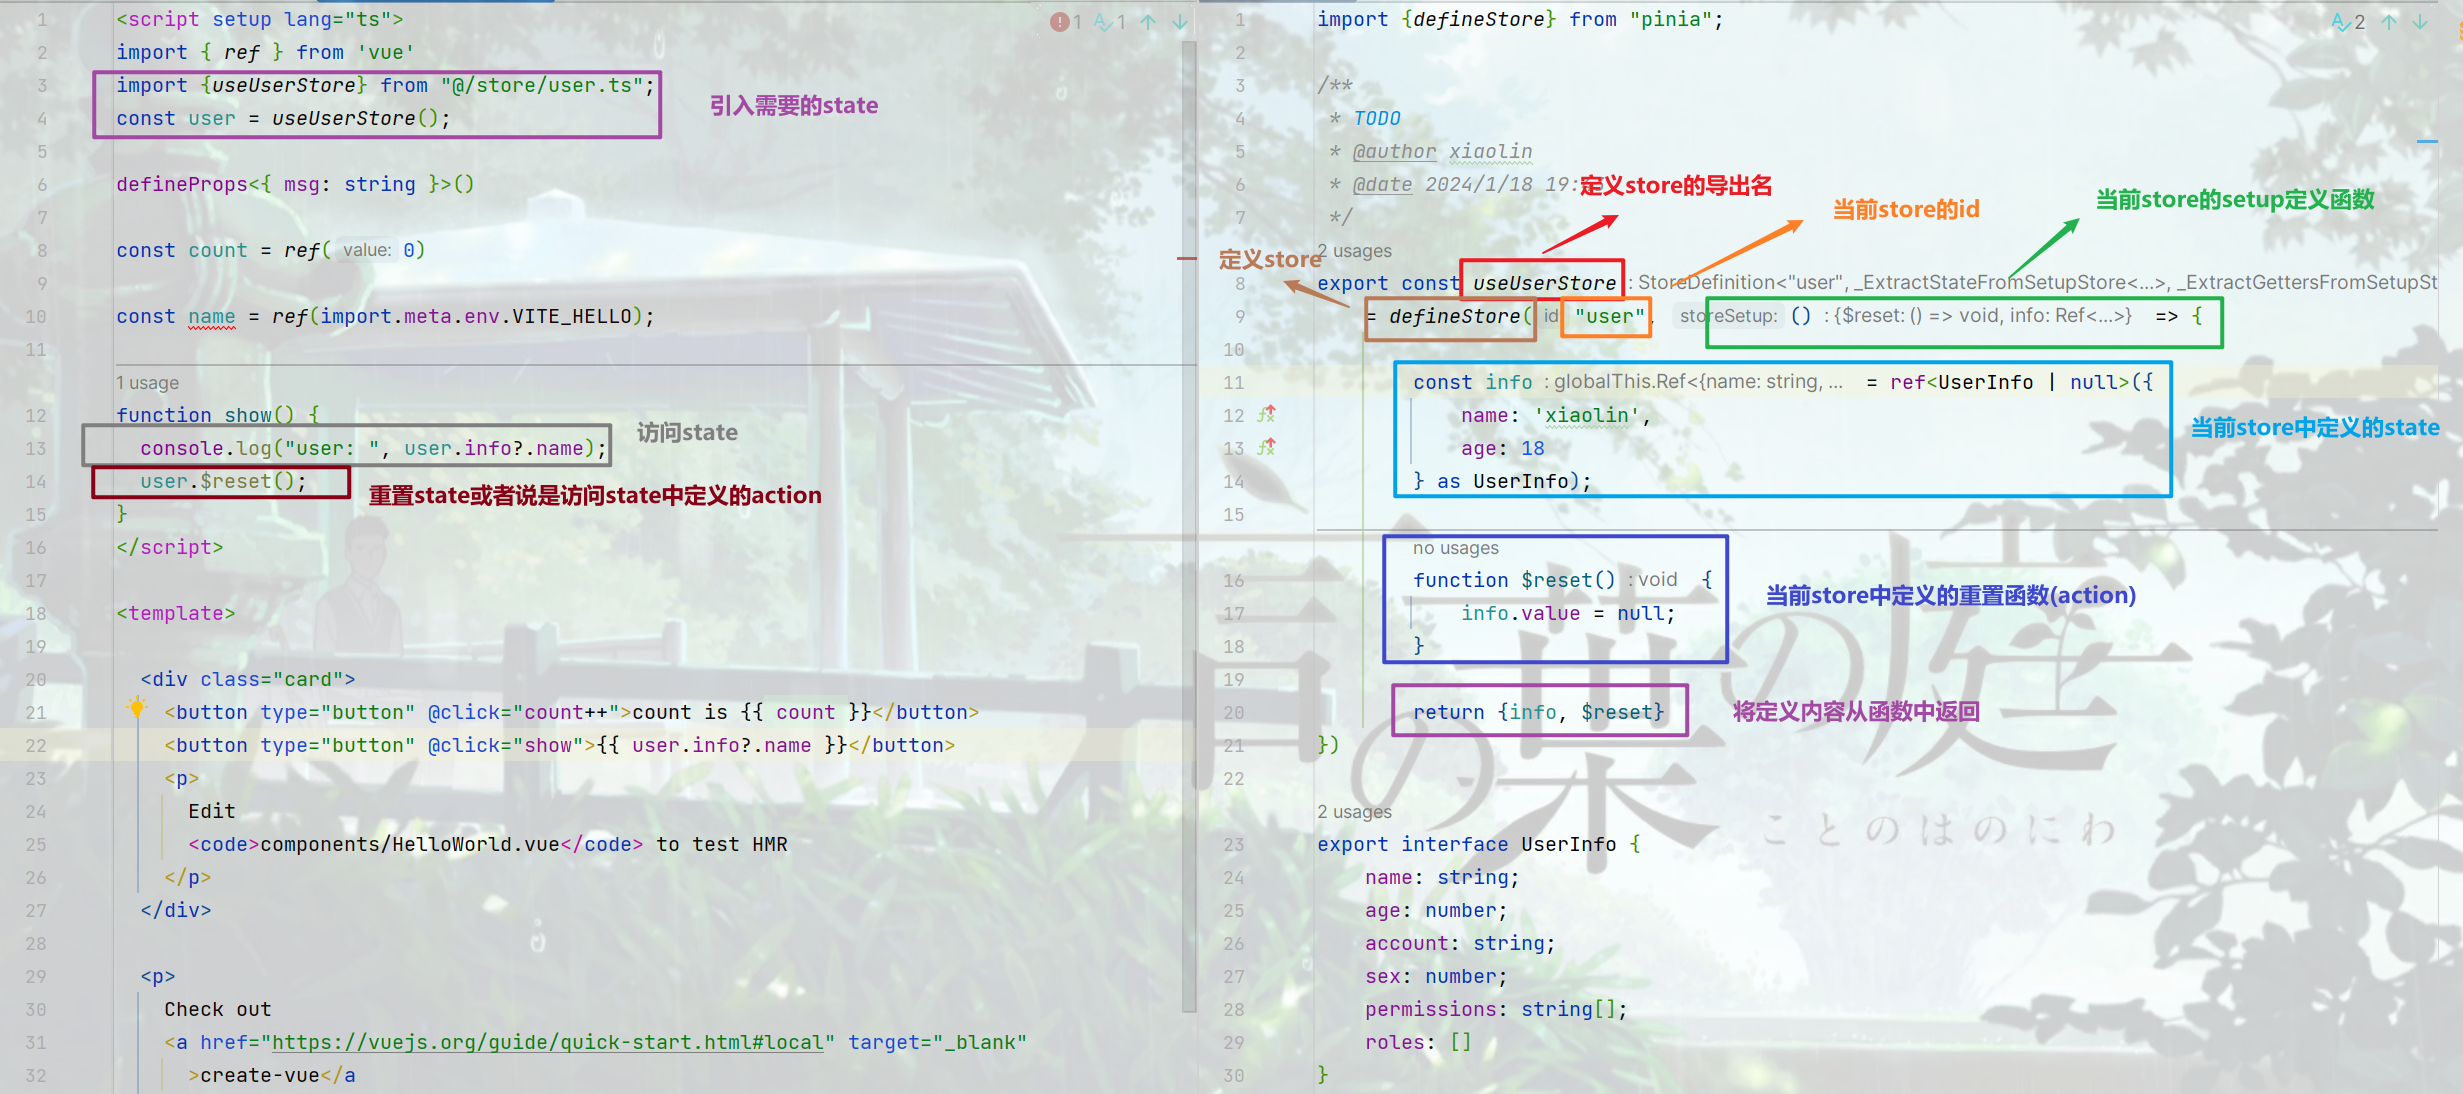 1 <script setup lang="ts">
2 import { ref } from 'vue'
3 import {useUserStore} from "@/store/user.ts";
引入需要的state
4 const user = useUserStore();
5
6 defineProps<{ msg: string }>()
7
8 const count = ref( value: 0)
9
10 const name = ref(import.meta.env.VITE_HELLO);
11
1 usage
12 function show() {
访问state
13 console.log("user: ", user.info?.name);
14 user.$reset();
重置state或者说是访问state中定义的action
15 }
16 </script>
17
18 <template>
19
20 <div class="card">
21 <button type="button" @click="count++">count is {{ count }}</button>
22 <button type="button" @click="show">{{ user.info?.name }}</button>
23 <p>
24 Edit
25 <code>components/HelloWorld.vue</code> to test HMR
26 </p>
27 </div>
28
29 <p>
30 Check out
31 <a href="https://vuejs.org/guide/quick-start.html#local" target="_blank"
32 >create-vue</a
1 1
1 import {defineStore} from "pinia";
2
2
3 /**
4 * TODO
5 * @author xiaolin
6 * @date 2024/1/18 19:
定义store的导出名
当前store的id
当前store的setup定义函数
7 */
定义store
2 usages
8 export const useUserStore : StoreDefinition<"user", _ExtractStateFromSetupStore<...>, _ExtractGettersFromSetupSt
9 = defineStore( id "user", storeSetup: () : {$reset: () => void, info: Ref<...>} => {
10
11 const info : globalThis.Ref<{name: string, ... = ref<UserInfo | null>({
12 name: 'xiaolin',
当前store中定义的state
13 age: 18
14 } as UserInfo);
15
no usages
16 function $reset() : void {
当前store中定义的重置函数(action)
17 info.value = null;
18 }
19
20 return {info, $reset}
将定义内容从函数中返回
21 })
22
2 usages
23 export interface UserInfo {
24 name: string;
25 age: number;
26 account: string;
27 sex: number;
28 permissions: string[];
29 roles: []
30 }
言の葉の庭
ことのはのにわ